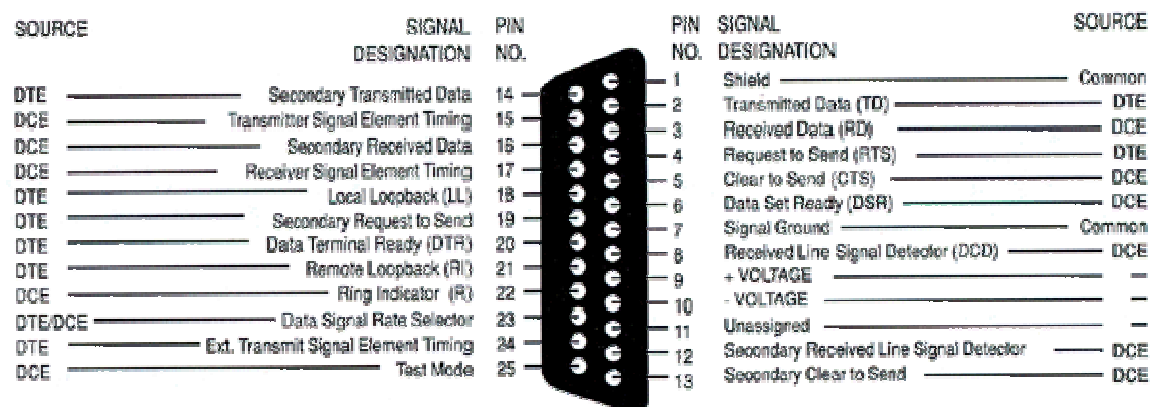 SOURCE SIGNAL DESIGNATION PIN NO.
DTE Secondary Transmitted Data 14
DCE Transmitter Signal Element Timing 15
DCE Secondary Received Data 16
DCE Receiver Signal Element Timing 17
DTE Local Loopback (LL) 18
DTE Secondary Request to Send 19
DTE Data Terminal Ready (DTR) 20
DTE Remote Loopback (Rl) 21
DCE Ring Indicator (R) 22
DTE/DCE Data Signal Rate Selector 23
DTE Ext. Transmit Signal Element Timing 24
DCE Test Mode 25
PIN NO. SIGNAL DESIGNATION SOURCE
1 Shield Common
2 Transmitted Data (TD) DTE
3 Received Data (RD) DCE
4 Request to Send (RTS) DTE
5 Clear to Send (CTS) DCE
6 Data Set Ready (DSR) DCE
7 Signal Ground Common
8 Received Line Signal Detector (DCD) DCE
9 + VOLTAGE –
10 - VOLTAGE –
11 Unassigned –
12 Secondary Received Line Signal Detector DCE
13 Secondary Clear to Send DCE